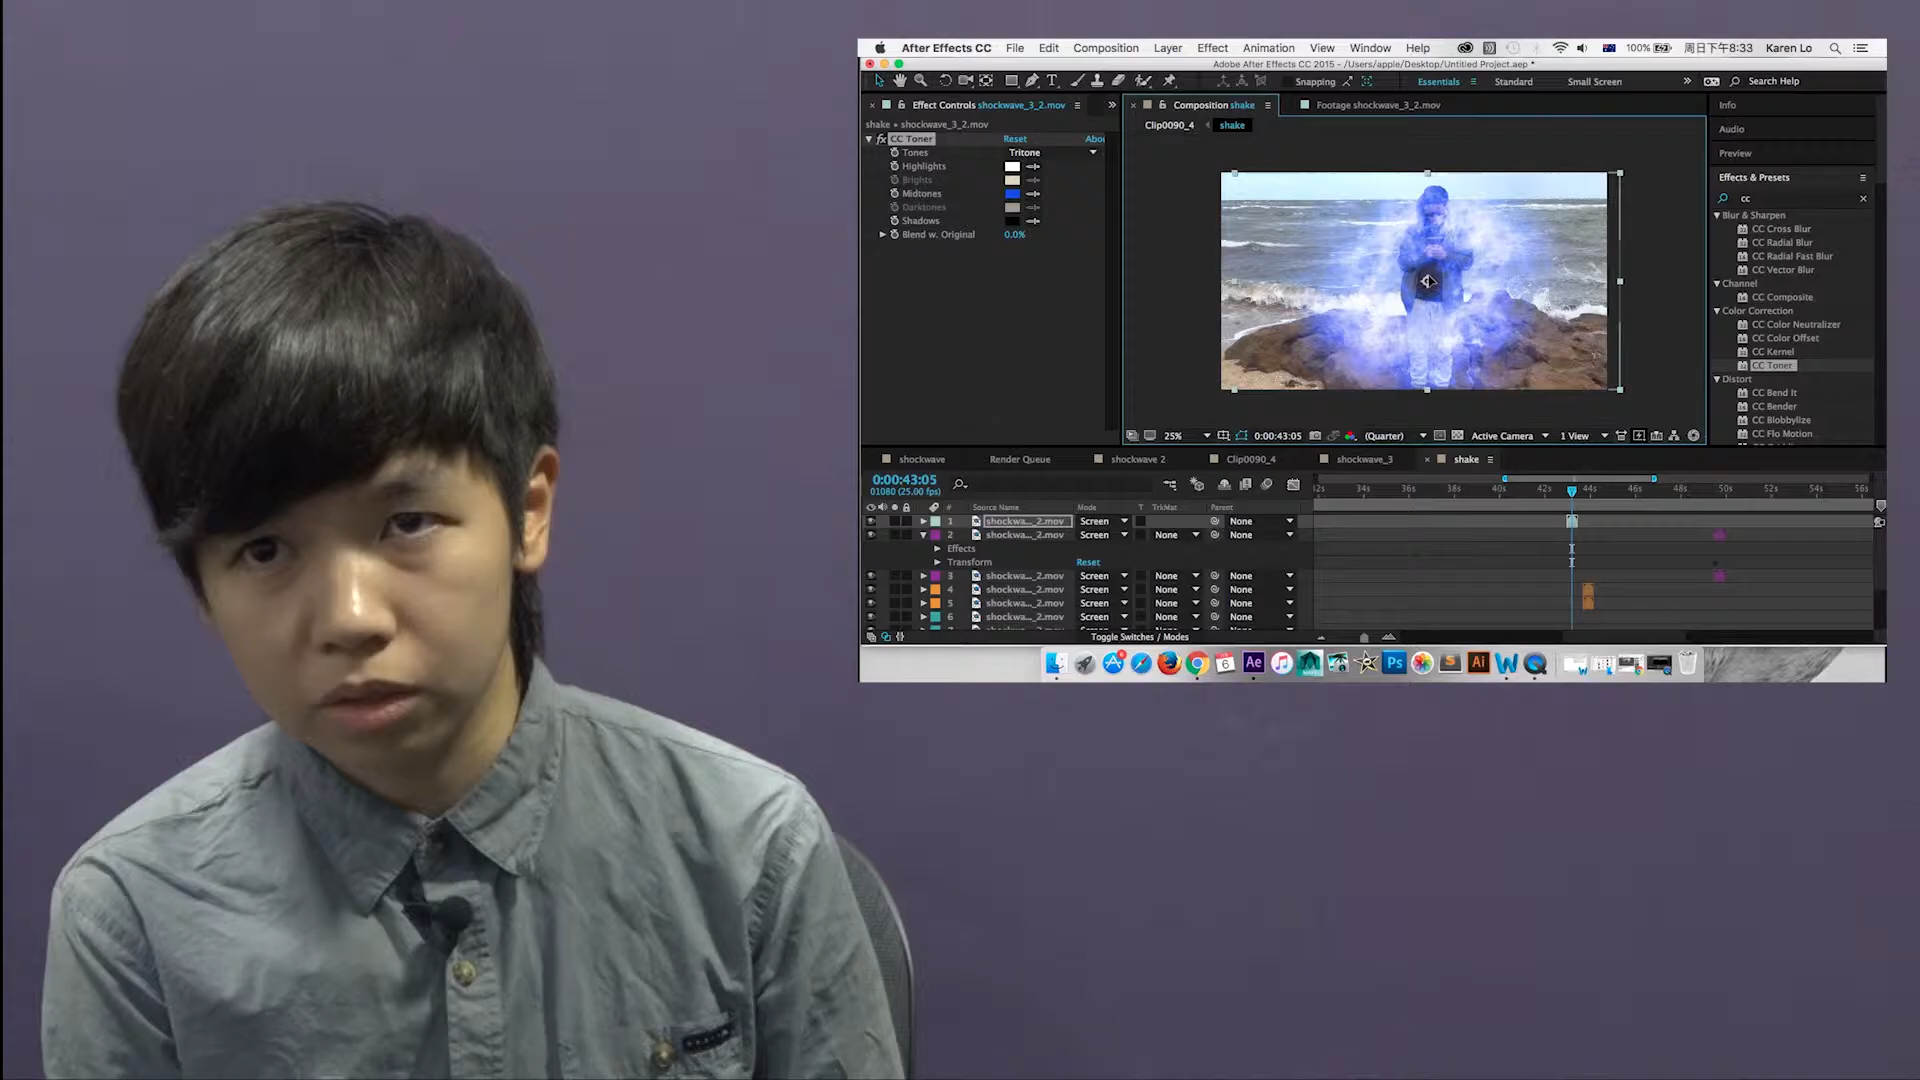 After Effects CC File Edit Composition Layer Effect Animation View Window Help 100% 周日下午8:33 Karen Lo
Adobe After Effects CC 2015 - /Users/apple/Desktop/Untitled Project.aep *
Snapping Essentials Standard Small Screen Search Help
Effect Controls shockwave_3_2.mov
shake • shockwave_3_2.mov
fx CC Toner Reset Abou
Tones Tritone
Highlights
Brights
Midtones
Darktones
Shadows
Blend w. Original 0.0%
Composition shake Footage shockwave_3_2.mov
Clip0090_4 shake
25% 0:00:43:05 (Quarter) Active Camera 1 View
Info
Audio
Preview
Effects & Presets
cc
Blur & Sharpen
CC Cross Blur
CC Radial Blur
CC Radial Fast Blur
CC Vector Blur
Channel
CC Composite
Color Correction
CC Color Neutralizer
CC Color Offset
CC Kernel
CC Toner
Distort
CC Bend It
CC Bender
CC Blobbylize
CC Flo Motion
shockwave Render Queue shockwave 2 Clip0090_4 shockwave_3 shake
0:00:43:05
01080 (25.00 fps)
32s 34s 36s 38s 40s 42s 44s 46s 48s 50s 52s 54s 56s
# Source Name Mode T TrkMat Parent
1 shockwa..._2.mov Screen None
2 shockwa..._2.mov Screen None None
Effects
Transform Reset
3 shockwa..._2.mov Screen None None
4 shockwa..._2.mov Screen None None
5 shockwa..._2.mov Screen None None
6 shockwa..._2.mov Screen None None
Toggle Switches / Modes
6 Ae Ps S Ai W